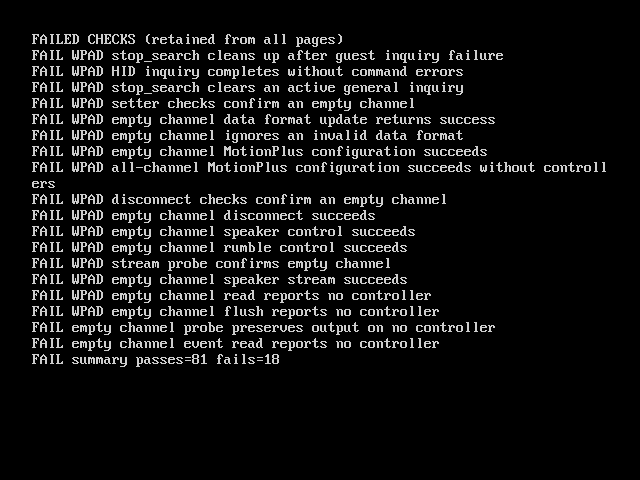 FAILED CHECKS (retained from all pages)
FAIL WPAD stop_search cleans up after guest inquiry failure
FAIL WPAD HID inquiry completes without command errors
FAIL WPAD stop_search clears an active general inquiry
FAIL WPAD setter checks confirm an empty channel
FAIL WPAD empty channel data format update returns success
FAIL WPAD empty channel ignores an invalid data format
FAIL WPAD empty channel MotionPlus configuration succeeds
FAIL WPAD all-channel MotionPlus configuration succeeds without controll
ers
FAIL WPAD disconnect checks confirm an empty channel
FAIL WPAD empty channel disconnect succeeds
FAIL WPAD empty channel speaker control succeeds
FAIL WPAD empty channel rumble control succeeds
FAIL WPAD stream probe confirms empty channel
FAIL WPAD empty channel speaker stream succeeds
FAIL WPAD empty channel read reports no controller
FAIL WPAD empty channel flush reports no controller
FAIL empty channel probe preserves output on no controller
FAIL empty channel event read reports no controller
FAIL summary passes=81 fails=18